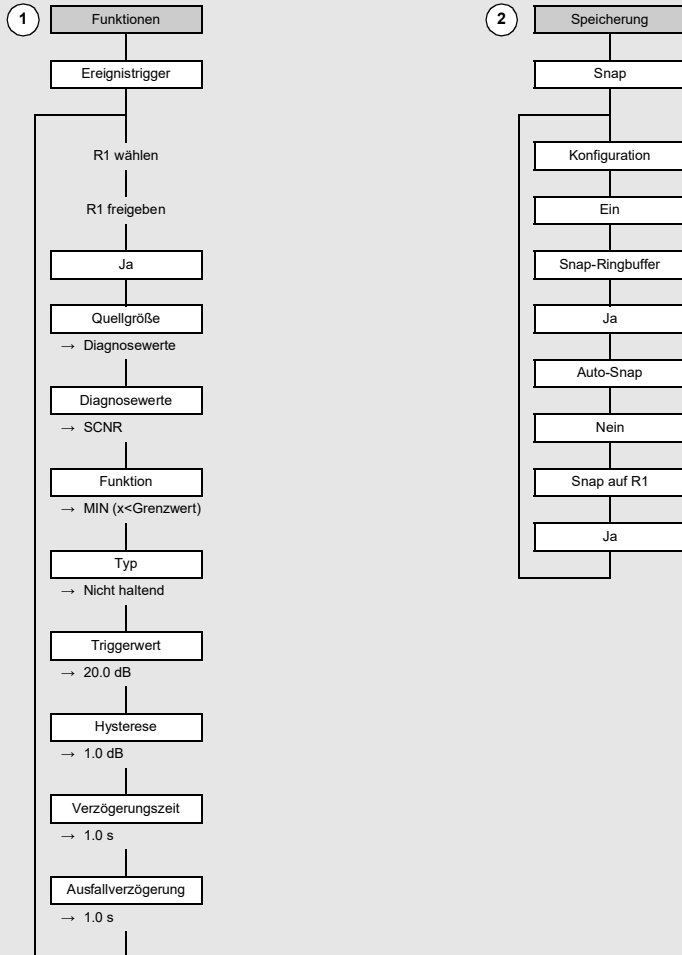 1
Funktionen
Ereignistrigger
R1 wählen
R1 freigeben
Ja
Quellgröße
→ Diagnosewerte
Diagnosewerte
→ SCNR
Funktion
→ MIN (x<Grenzwert)
Typ
→ Nicht haltend
Triggerwert
→ 20.0 dB
Hysterese
→ 1.0 dB
Verzögerungszeit
→ 1.0 s
Ausfallverzögerung
→ 1.0 s
2
Speicherung
Snap
Konfiguration
Ein
Snap-Ringbuffer
Ja
Auto-Snap
Nein
Snap auf R1
Ja